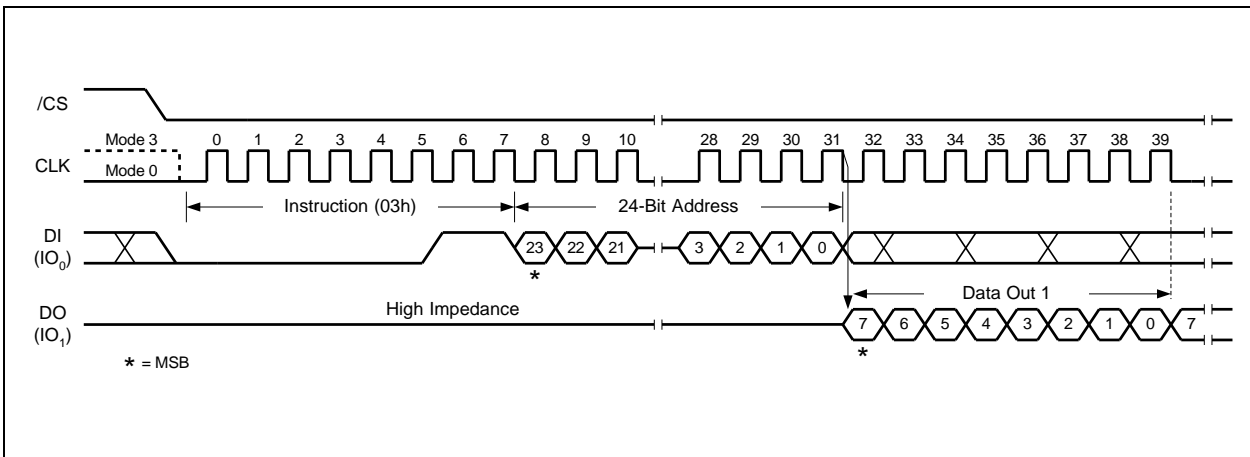 /CS
Mode 3 0 1 2 3 4 5 6 7 8 9 10 28 29 30 31 32 33 34 35 36 37 38 39
CLK
Mode 0
Instruction (03h) 24-Bit Address
DI
(IO0)
23 22 21 3 2 1 0
*
Data Out 1
DO
(IO1)
High Impedance
7 6 5 4 3 2 1 0 7
*
* = MSB